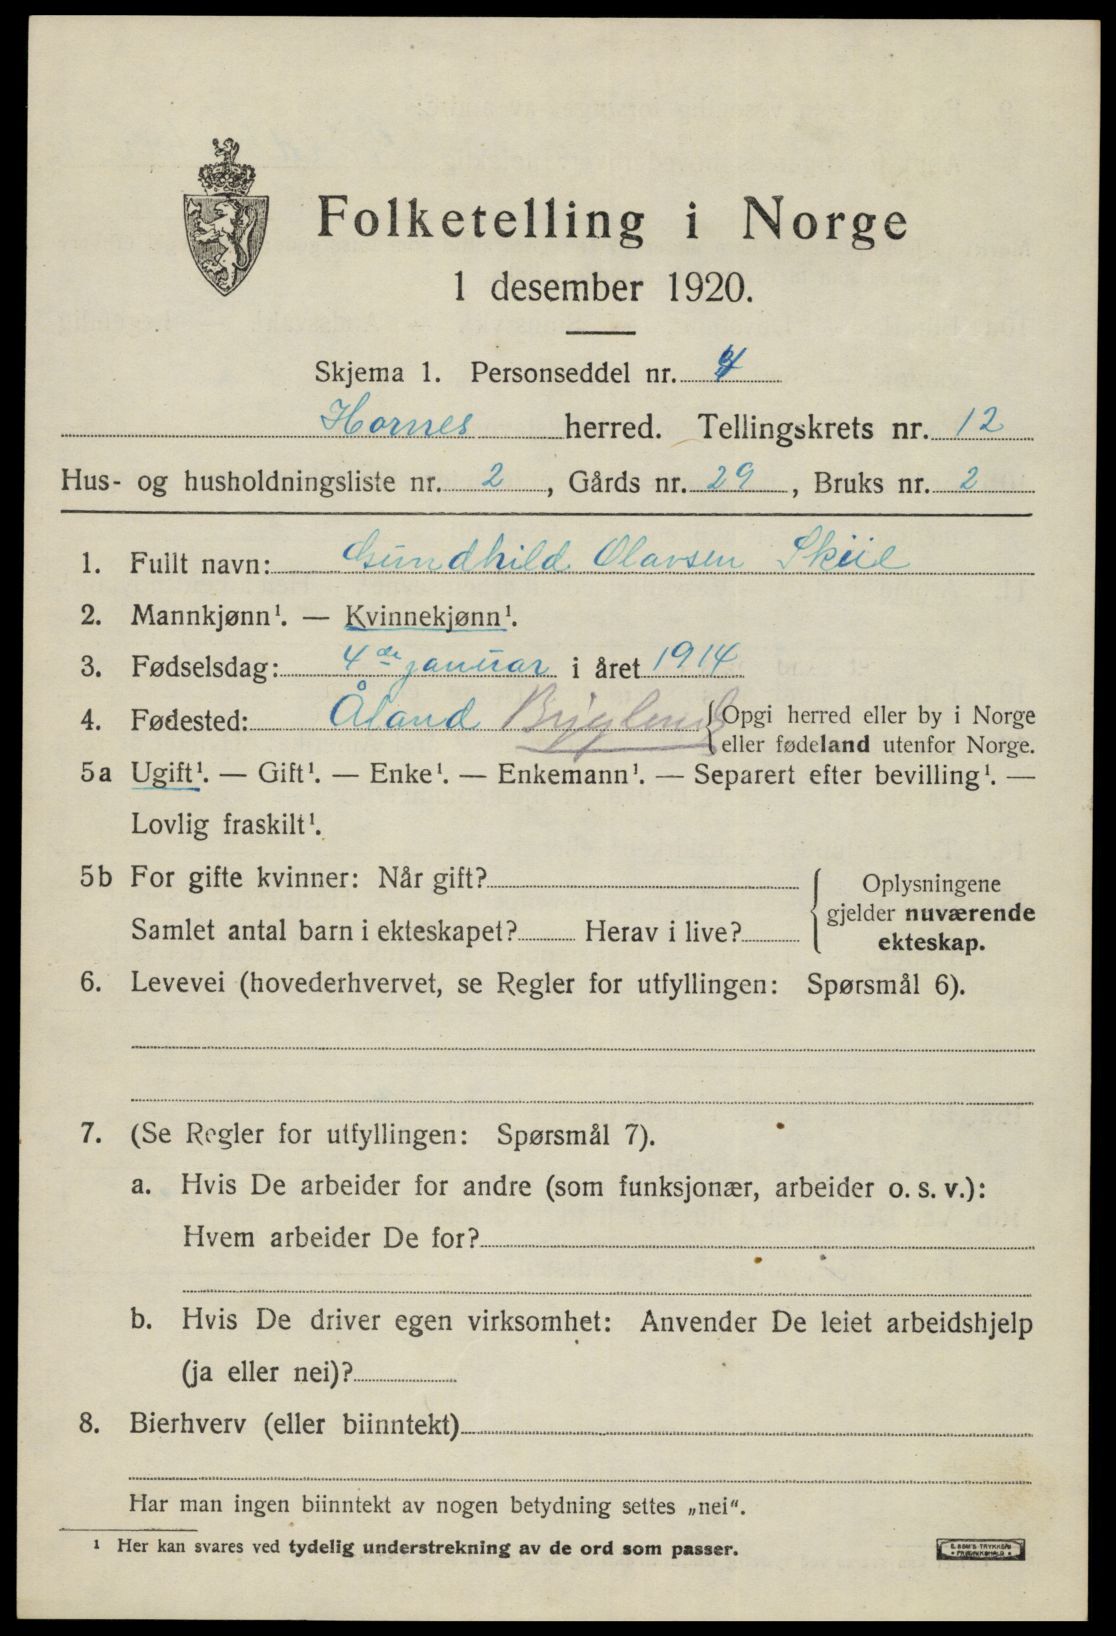 Folketelling i Norge
1 desember 1920.
Skjema 1. Personseddel nr. 4
Hornes herred. Tellingskrets nr. 12
Hus- og husholdningsliste nr. 2, Gårds nr. 29, Bruks nr. 2
1. Fullt navn: Gundhild Olavsen
2. Mannkjønn¹. — Kvinnekjønn¹.
3. Fødselsdag: 4de januar i året 1914
4. Fødested: Åland {Opgi herred eller by i Norge
eller fødeland utenfor Norge.
5a Ugift¹. — Gift¹. — Enke¹. — Enkemann¹. — Separert efter bevilling¹. —
Lovlig fraskilt¹.
5b For gifte kvinner: Når gift?
Samlet antal barn i ekteskapet? Herav i live?
Oplysningene
gjelder nuværende
ekteskap.
6. Levevei (hovederhvervet, se Regler for utfyllingen: Spørsmål 6).
7. (Se Regler for utfyllingen: Spørsmål 7).
a. Hvis De arbeider for andre (som funksjonær, arbeider o. s. v.):
Hvem arbeider De for?
b. Hvis De driver egen virksomhet: Anvender De leiet arbeidshjelp
(ja eller nei)?
8. Bierhverv (eller biinntekt)
Har man ingen biinntekt av nogen betydning settes „nei“.
¹ Her kan svares ved tydelig understrekning av de ord som passer.